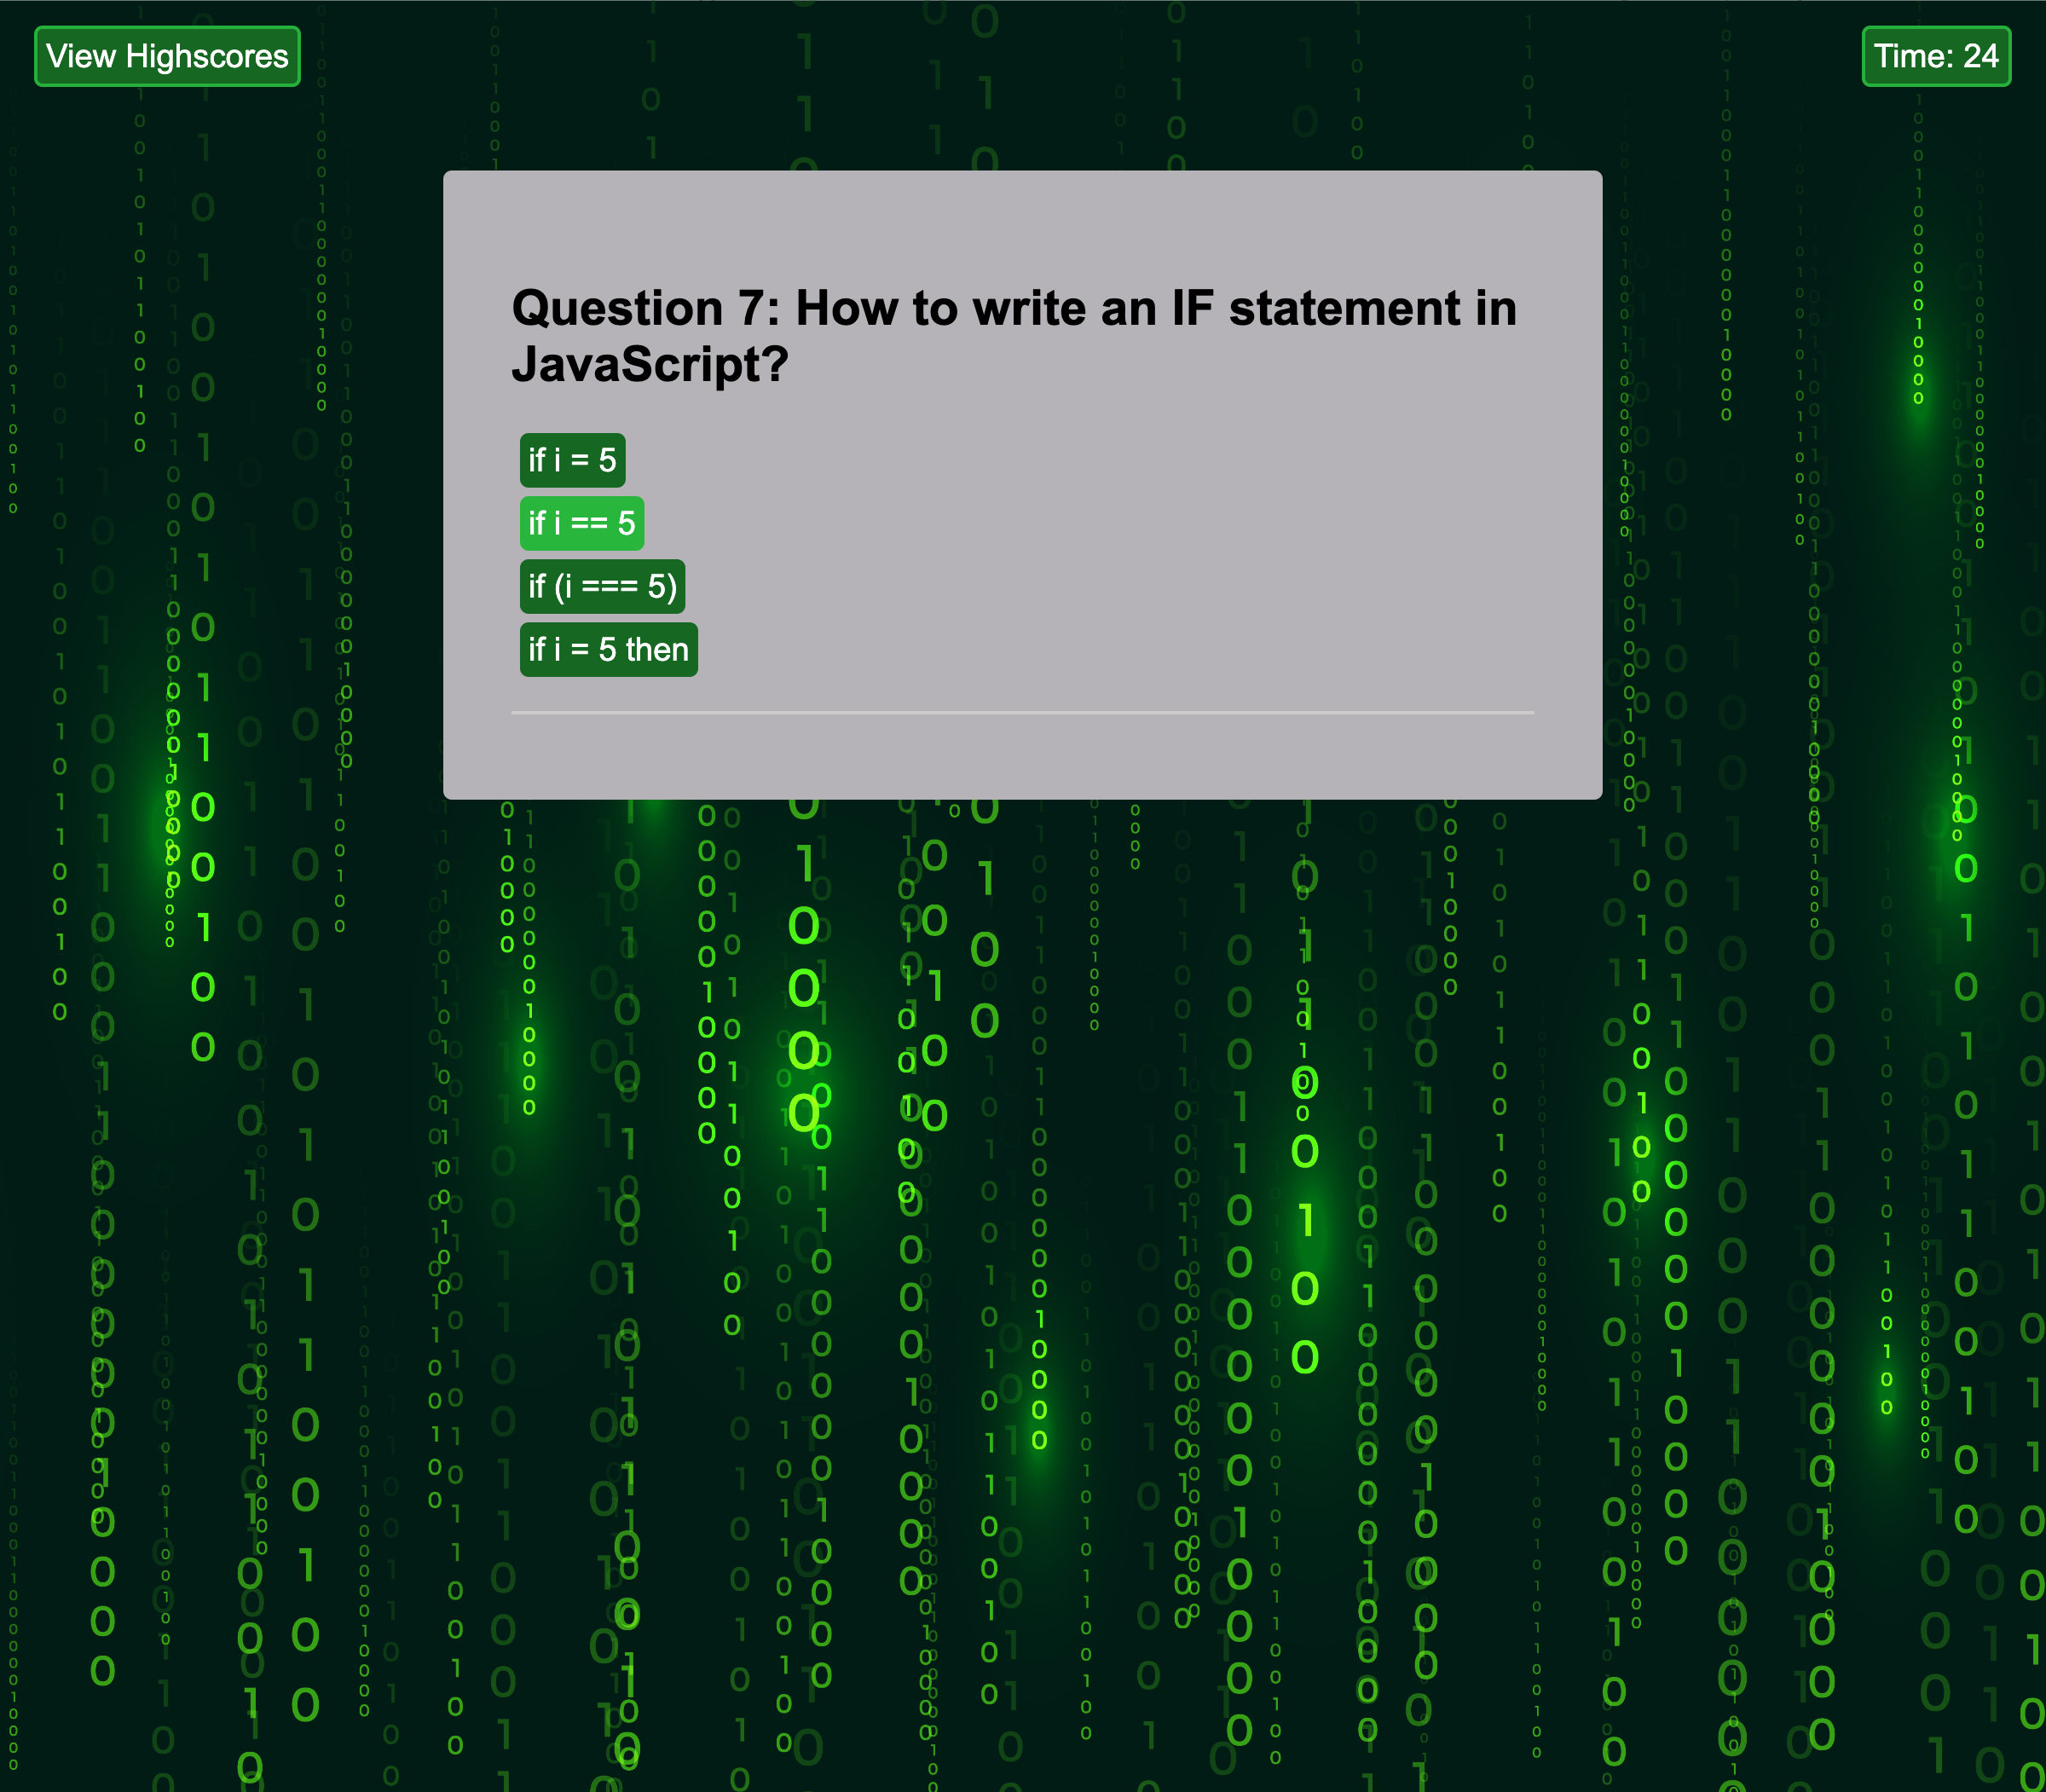 View Highscores
Time: 24
Question 7: How to write an IF statement in
JavaScript?
if i = 5
if i == 5
if (i === 5)
if i = 5 then